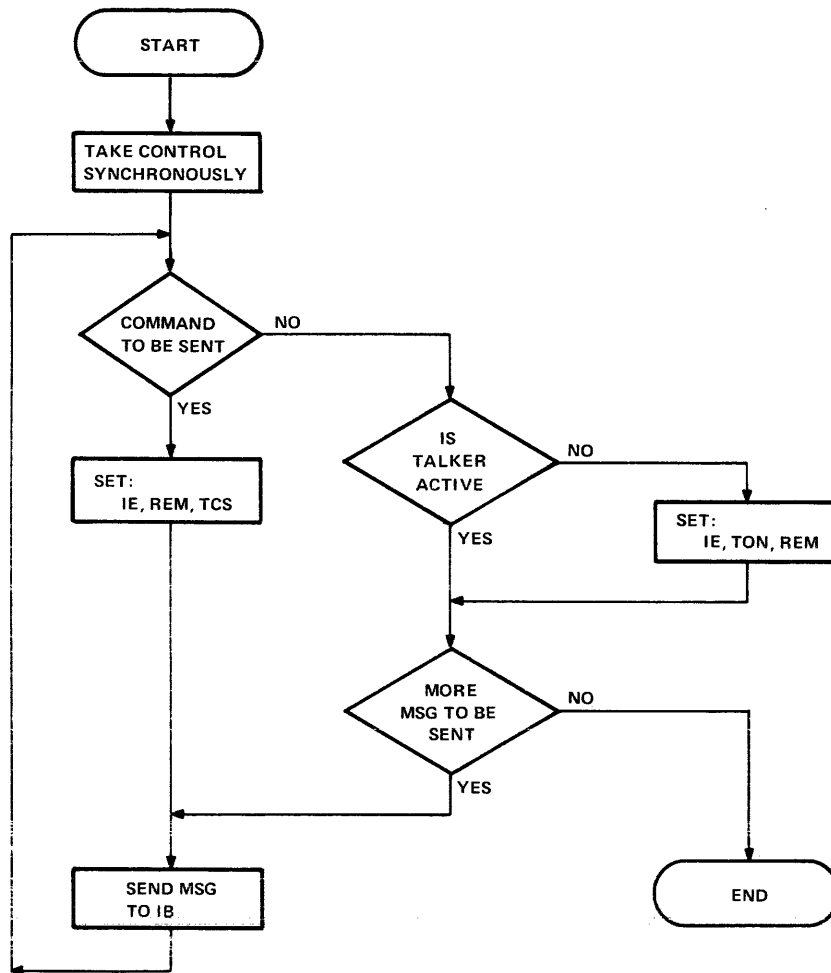 START
TAKE CONTROL
SYNCHRONOUSLY
COMMAND
TO BE SENT
NO
YES
IS
TALKER
ACTIVE
NO
YES
SET:
IE, REM, TCS
SET:
IE, TON, REM
MORE
MSG TO BE
SENT
NO
YES
SEND MSG
TO IB
END